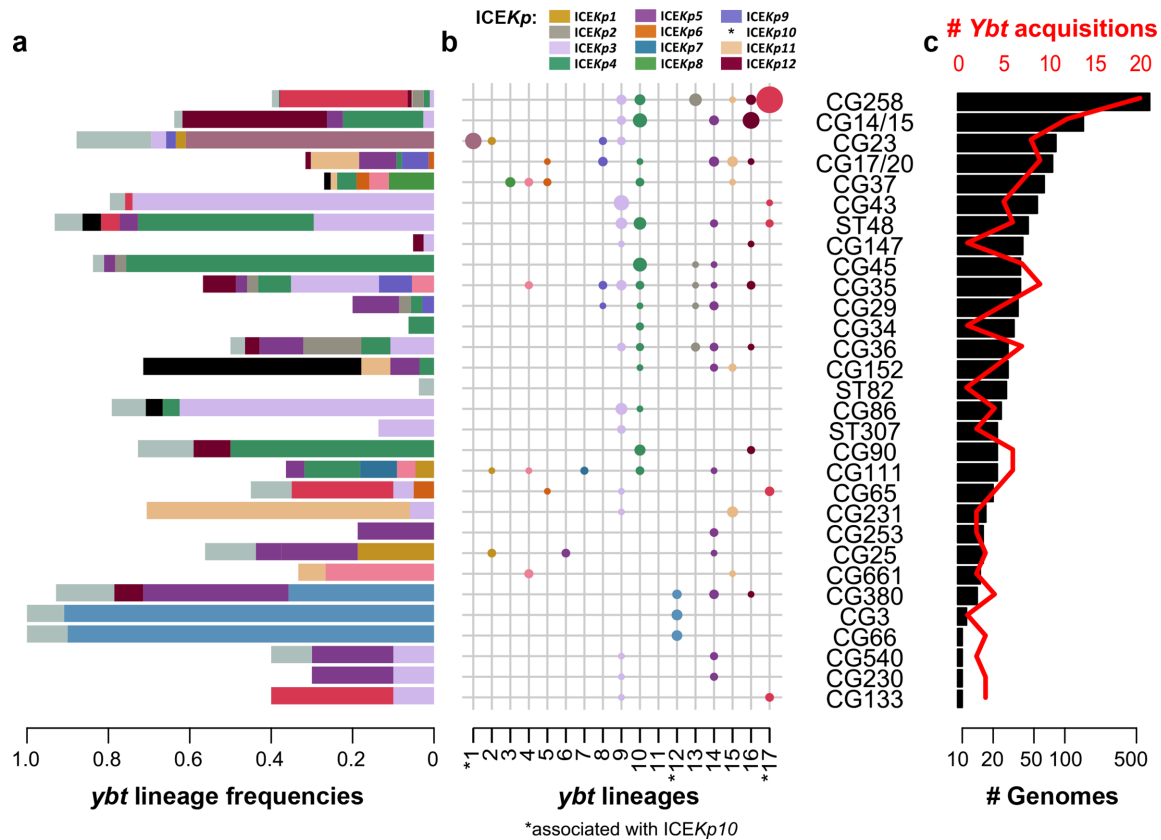 a
b
c
ICEKp:
ICEKp1
ICEKp2
ICEKp3
ICEKp4
ICEKp5
ICEKp6
ICEKp7
ICEKp8
ICEKp9
* ICEKp10
ICEKp11
ICEKp12
# Ybt acquisitions
0 5 10 15 20
CG258
CG14/15
CG23
CG17/20
CG37
CG43
ST48
CG147
CG45
CG35
CG29
CG34
CG36
CG152
ST82
CG86
ST307
CG90
CG111
CG65
CG231
CG253
CG25
CG661
CG380
CG3
CG66
CG540
CG230
CG133
1.0 0.8 0.6 0.4 0.2 0
ybt lineage frequencies
*1 2 3 4 5 6 7 8 9 10 11 *12 14 15 16 *17
ybt lineages
*associated with ICEKp10
10 20 50 100 500
# Genomes